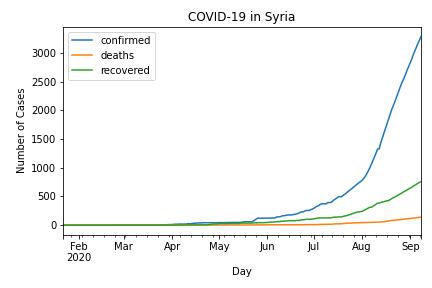 COVID-19 in Syria
confirmed
deaths
recovered
Number of Cases
3000
2500
2000
1500
1000
500
0
Feb Mar Apr May Jun Jul Aug Sep
2020
Day